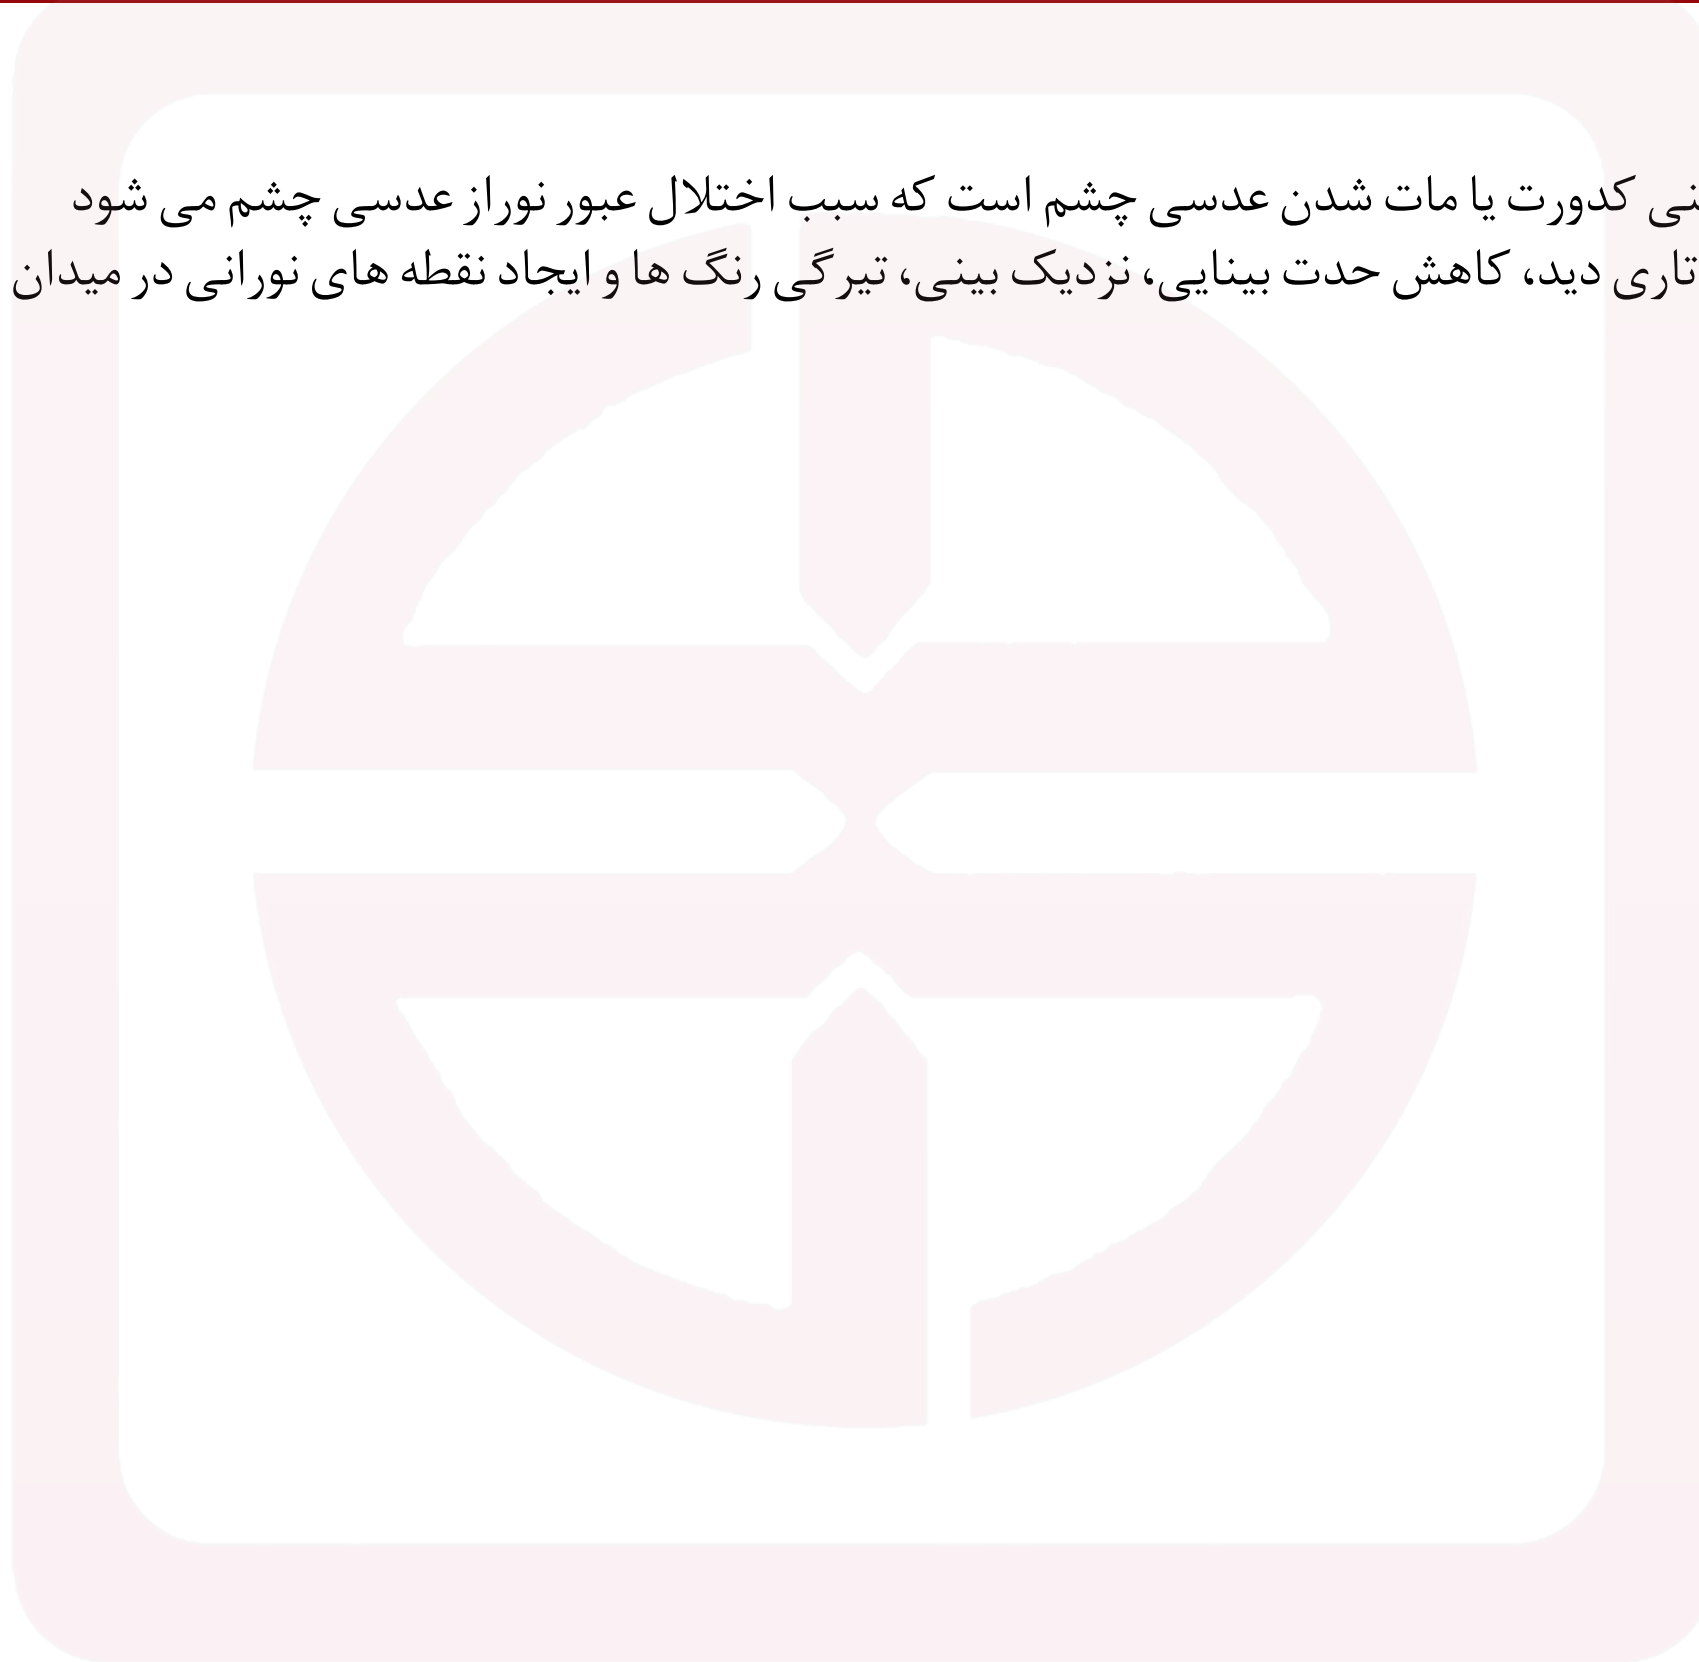 کدورت یا مات شدن عدسی چشم است که سبب اختلال عبور نوراز عدسی چشم می شود
تاری دید، کاهش حدت بینایی، نزدیک بینی، تیرگی رنگ ها و ایجاد نقطه های نورانی در میدان